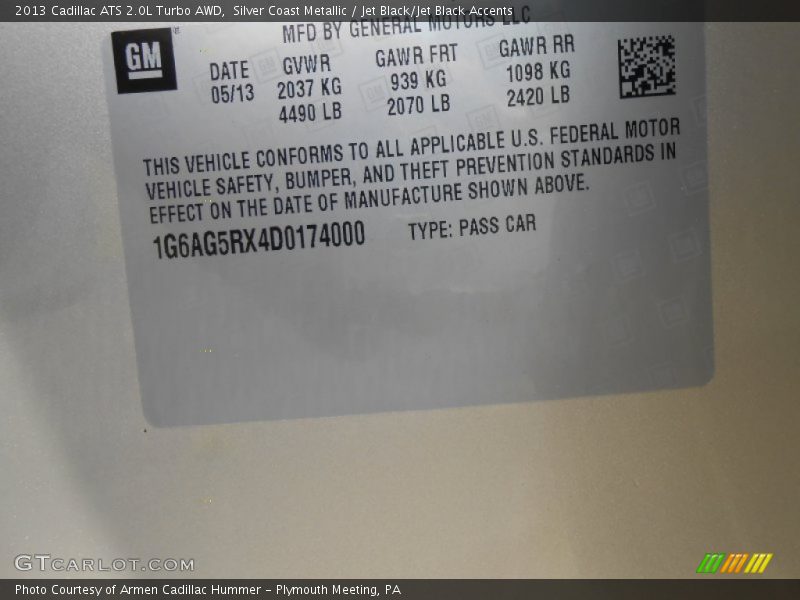 2013 Cadillac ATS 2.0L Turbo AWD, Silver Coast Metallic / Jet Black/Jet Black Accents
MFD BY GENERAL MOTORS LLC
GM
DATE GVWR GAWR FRT GAWR RR
05/13 2037 KG 939 KG 1098 KG
4490 LB 2070 LB 2420 LB
THIS VEHICLE CONFORMS TO ALL APPLICABLE U.S. FEDERAL MOTOR
VEHICLE SAFETY, BUMPER, AND THEFT PREVENTION STANDARDS IN
EFFECT ON THE DATE OF MANUFACTURE SHOWN ABOVE.
1G6AG5RX4D0174000 TYPE: PASS CAR
GTCARLOT.COM
Photo Courtesy of Armen Cadillac Hummer - Plymouth Meeting, PA